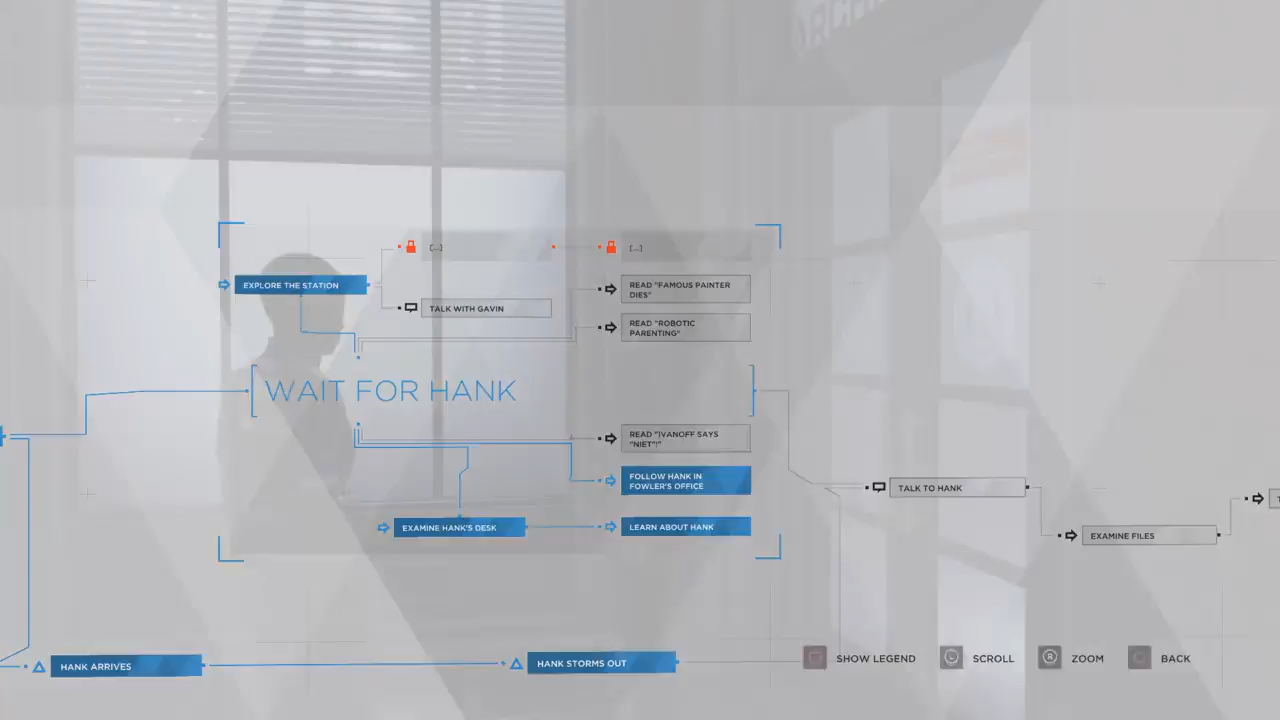 [...]
[...]
EXPLORE THE STATION
READ "FAMOUS PAINTER
DIES"
TALK WITH GAVIN
READ "ROBOTIC
PARENTING"
WAIT FOR HANK
READ "IVANOFF SAYS
"NIET"!"
FOLLOW HANK IN
FOWLER'S OFFICE
TALK TO HANK
EXAMINE HANK'S DESK
LEARN ABOUT HANK
EXAMINE FILES
HANK ARRIVES
HANK STORMS OUT
SHOW LEGEND
SCROLL
ZOOM
BACK